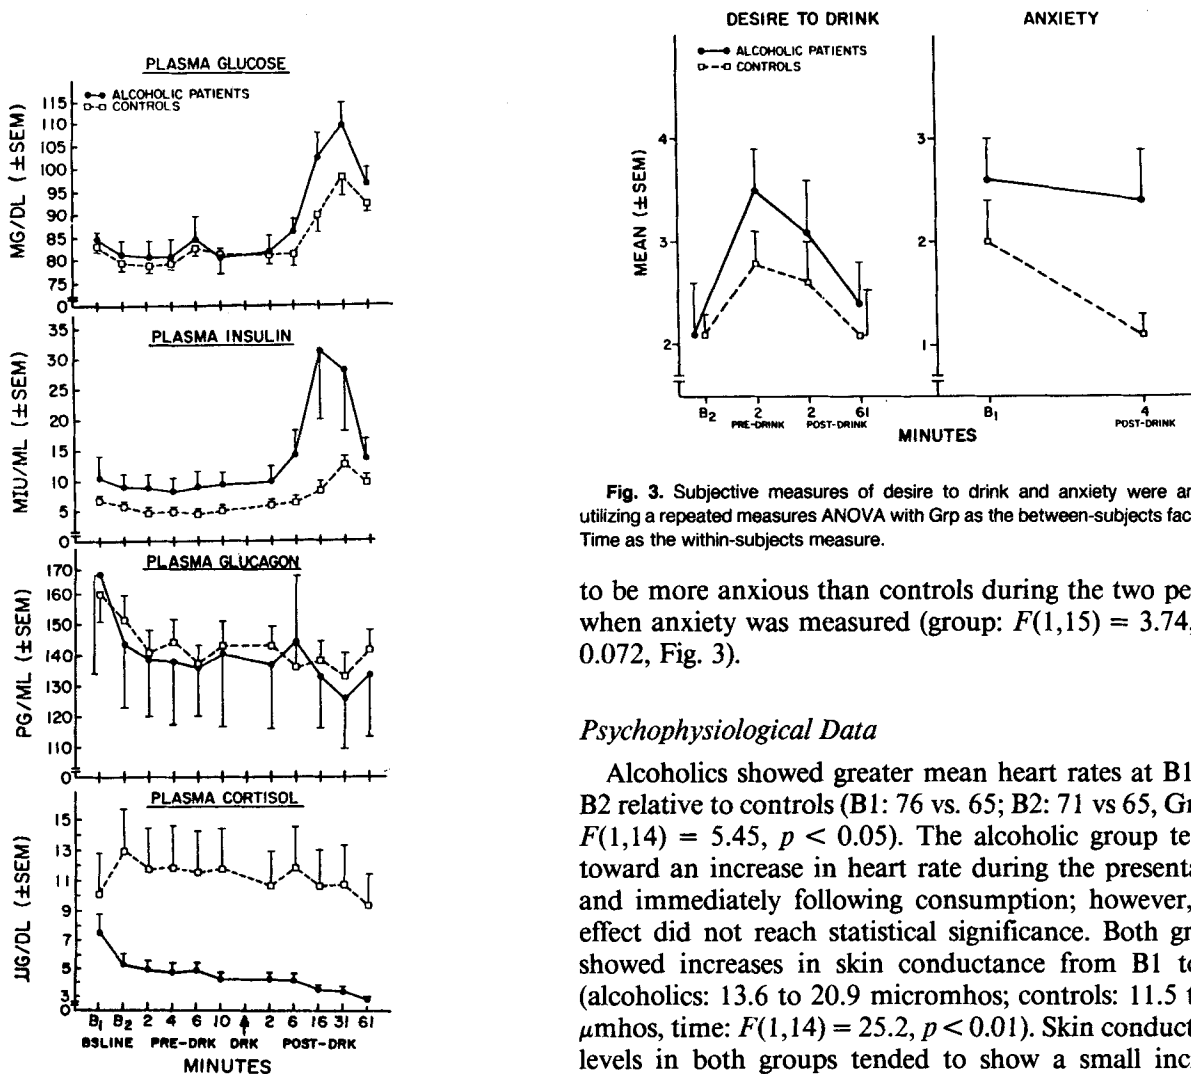 PLASMA GLUCOSE
ALCOHOLIC PATIENTS
CONTROLS
MG/DL (±SEM)
115
110
105
100
95
90
85
80
75
0
PLASMA INSULIN
MIU/ML (±SEM)
35
30
25
20
15
10
5
0
PLASMA GLUCAGON
PG/ML (±SEM)
170
160
150
140
130
120
110
0
PLASMA CORTISOL
µG/DL (±SEM)
15
13
11
9
7
5
3
0
B₁ B₂ 2 4 6 10 2 6 16 31 61
BSLINE PRE-DRK DRK POST-DRK
MINUTES
DESIRE TO DRINK
ANXIETY
ALCOHOLIC PATIENTS
CONTROLS
MEAN (±SEM)
4
3
2
3
2
1
B₂ 2 2 61 B₁ 4
PRE-DRINK POST-DRINK POST-DRINK
MINUTES
Fig. 3. Subjective measures of desire to drink and anxiety were an
utilizing a repeated measures ANOVA with Grp as the between-subjects fac
Time as the within-subjects measure.
to be more anxious than controls during the two pe
when anxiety was measured (group: F(1,15) = 3.74,
0.072, Fig. 3).
Psychophysiological Data
Alcoholics showed greater mean heart rates at B1
B2 relative to controls (B1: 76 vs. 65; B2: 71 vs 65, Gr
F(1,14) = 5.45, p < 0.05). The alcoholic group te
toward an increase in heart rate during the presenta
and immediately following consumption; however,
effect did not reach statistical significance. Both gr
showed increases in skin conductance from B1 to
(alcoholics: 13.6 to 20.9 micromhos; controls: 11.5 t
µmhos, time: F(1,14) = 25.2, p < 0.01). Skin conduct
levels in both groups tended to show a small inc